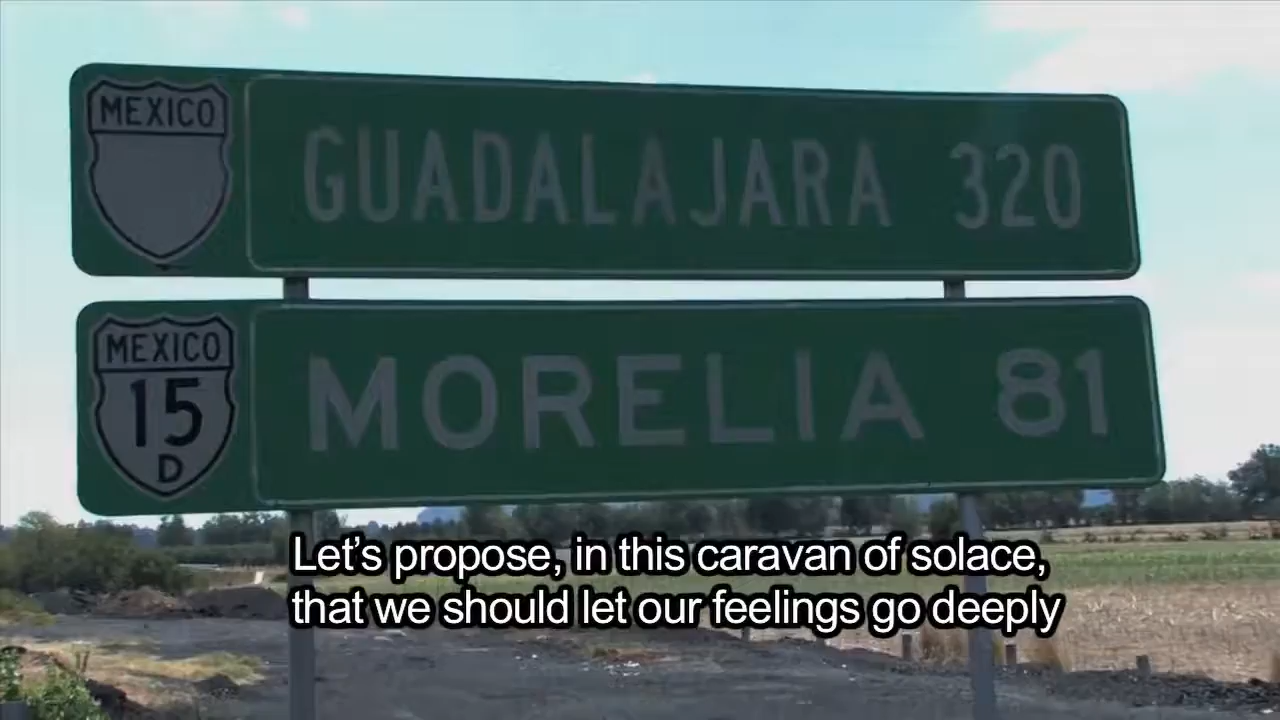 MEXICO
GUADALAJARA 320
MEXICO
15
D
MORELIA 81
Let's propose, in this caravan of solace,
that we should let our feelings go deeply